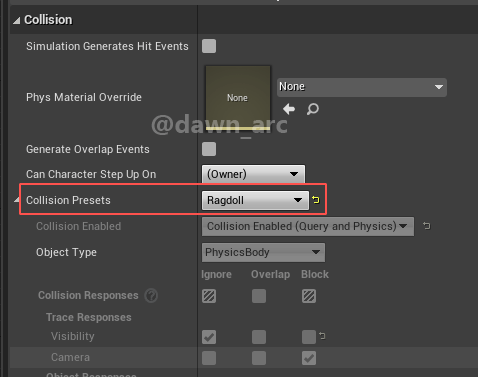 Collision
Simulation Generates Hit Events
Phys Material Override
None
None
@dawn_arc
Generate Overlap Events
Can Character Step Up On
(Owner)
Collision Presets
Ragdoll
Collision Enabled
Collision Enabled (Query and Physics)
Object Type
PhysicsBody
Ignore Overlap Block
Collision Responses ?
Trace Responses
Visibility
Camera
Object Responses